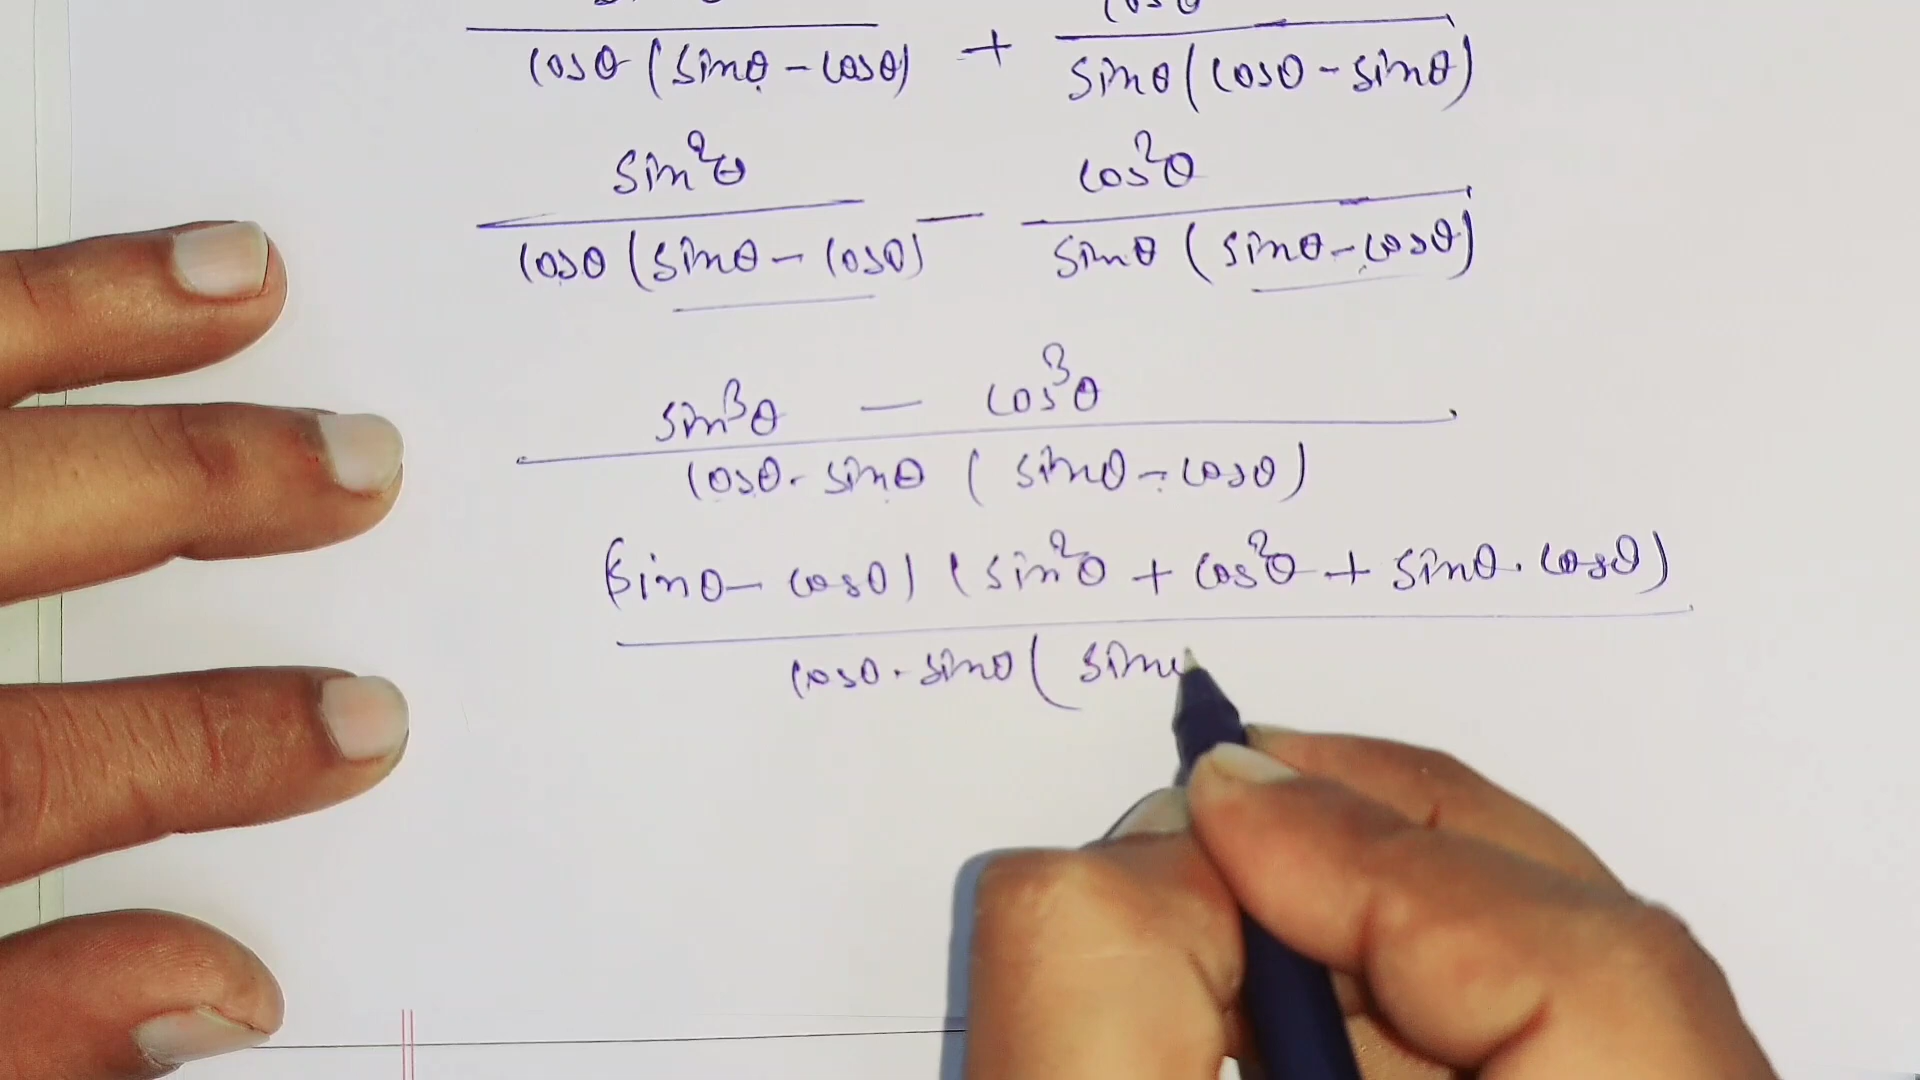 cosθ (sinθ - cosθ) + sinθ (cosθ - sinθ)
sin²θ cos²θ
cosθ (sinθ - cosθ) - sinθ (sinθ - cosθ)
sin³θ - cos³θ
cosθ. sinθ (sinθ - cosθ)
(sinθ - cosθ) (sin²θ + cos²θ + sinθ. cosθ)
cosθ. sinθ (sin